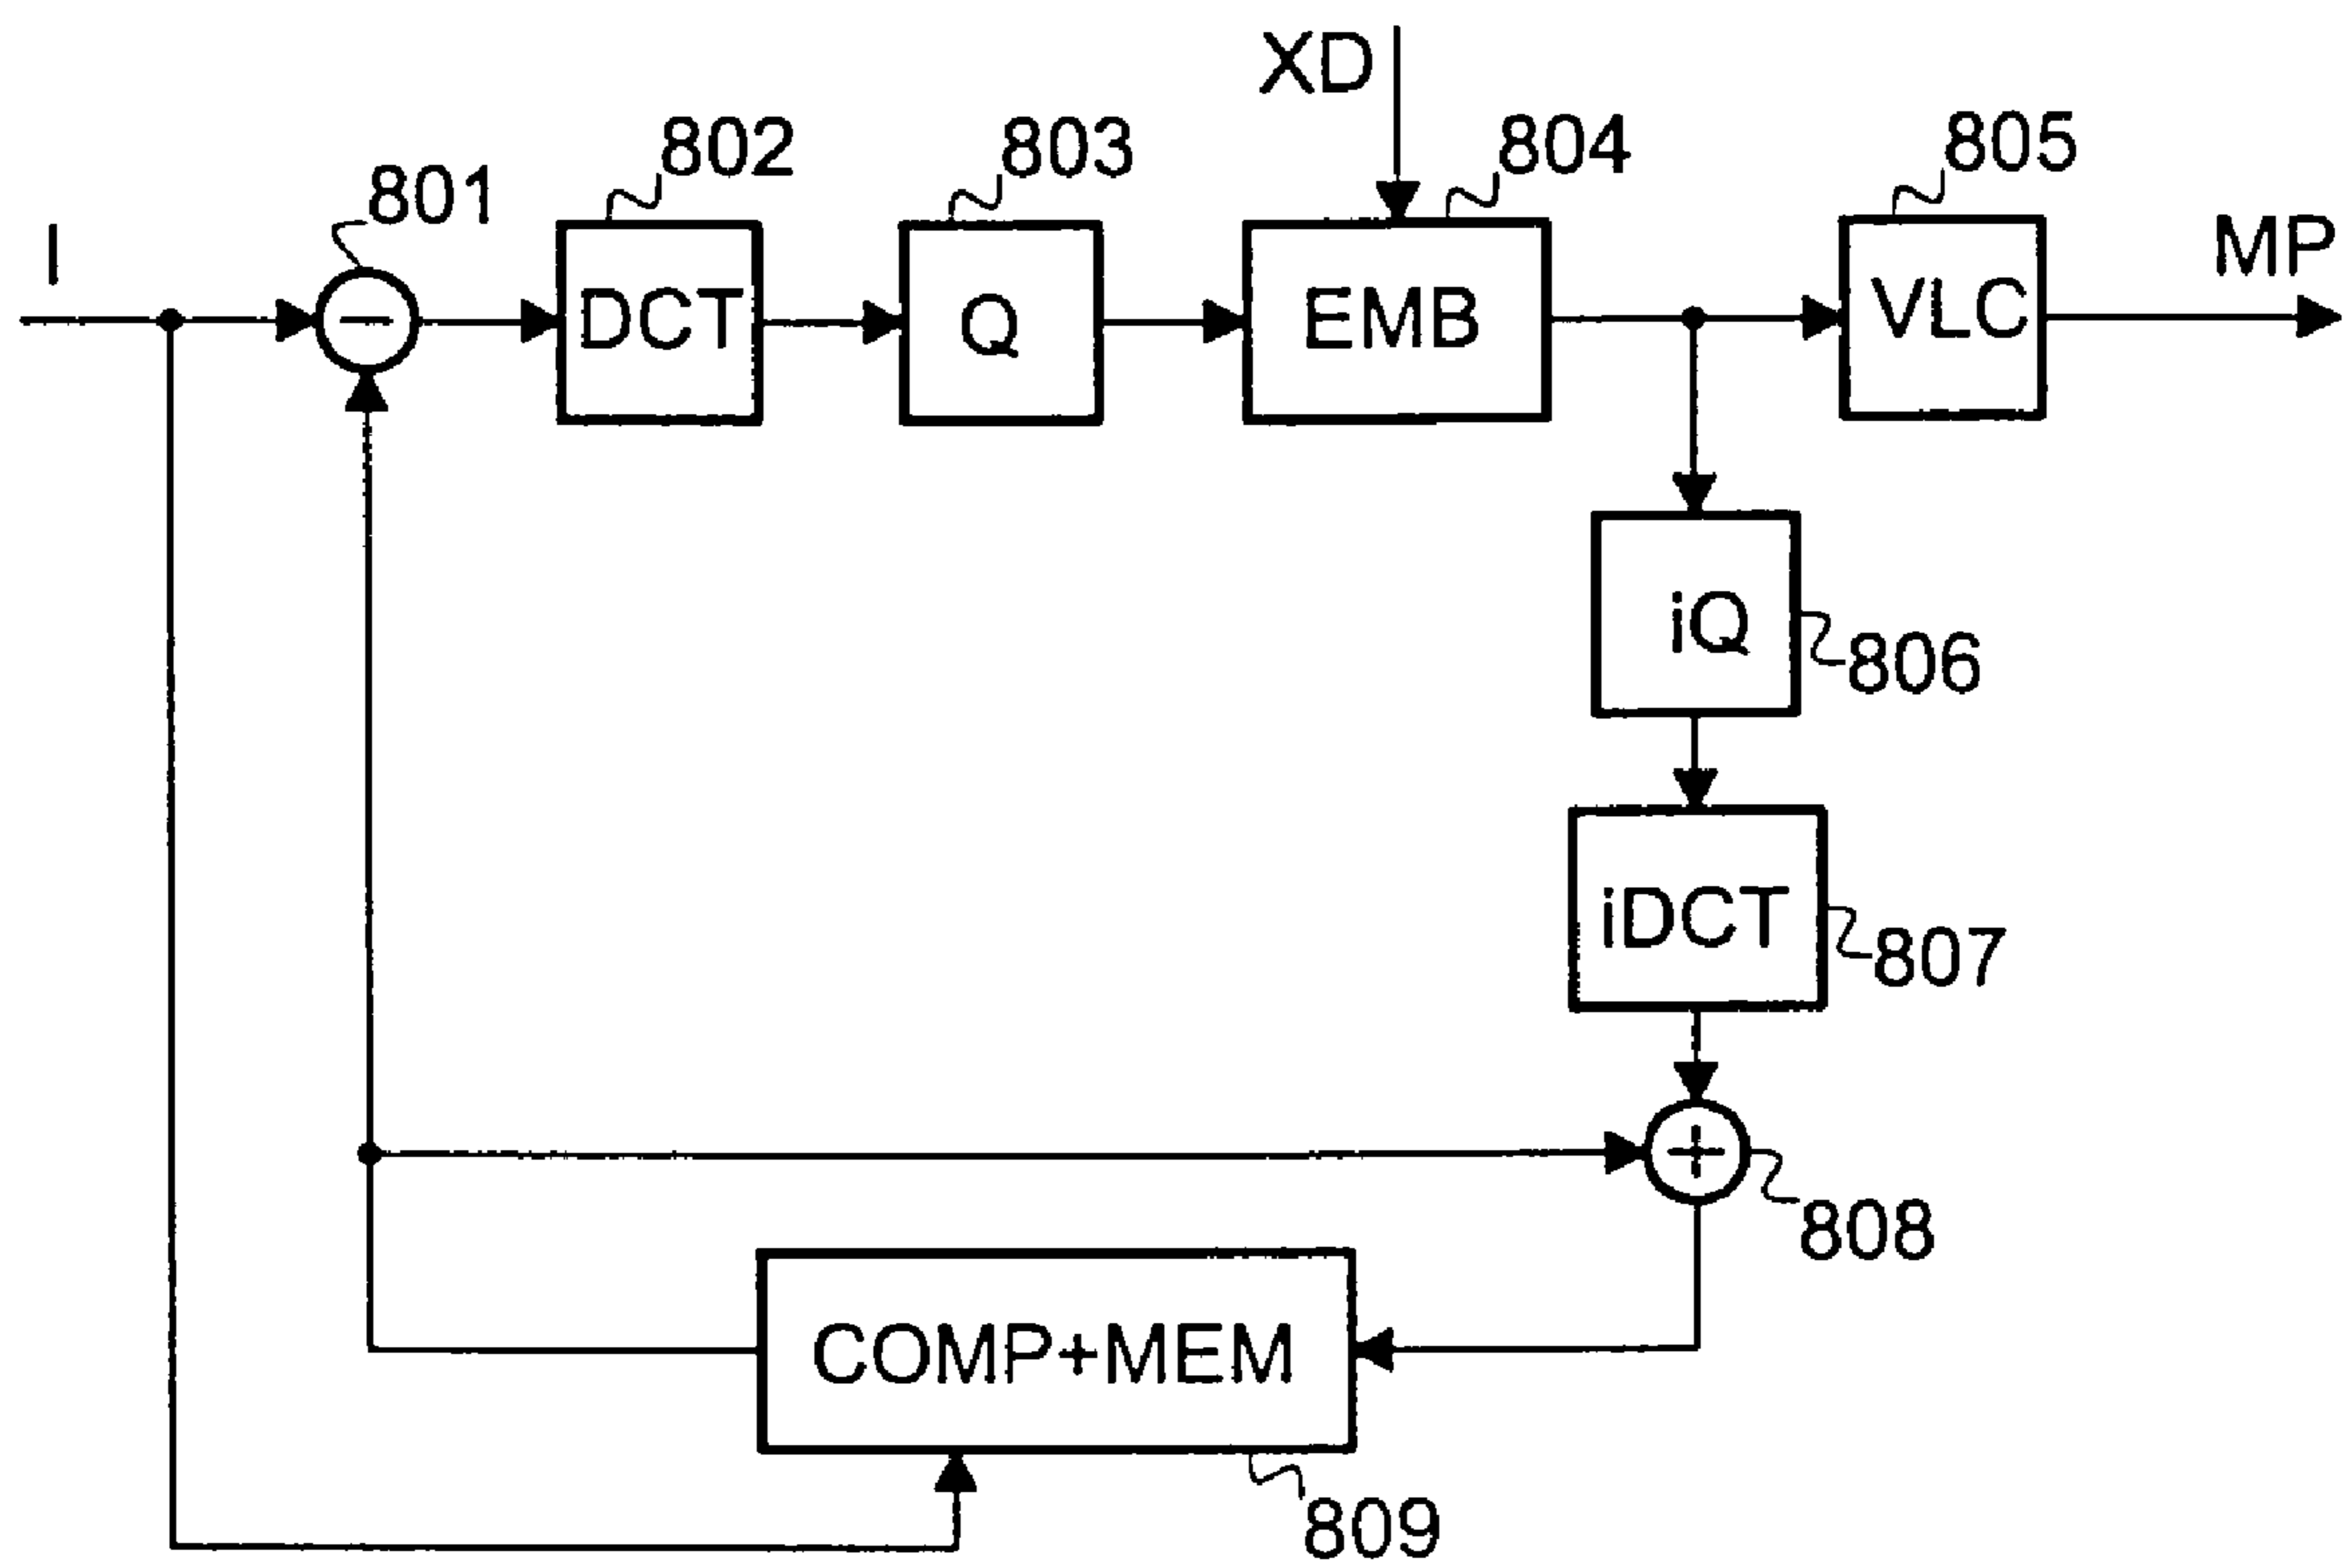 XD
802
803
804
805
801
I
MP
DCT
Q
EMB
VLC
iQ
806
iDCT
807
808
COMP+MEM
809